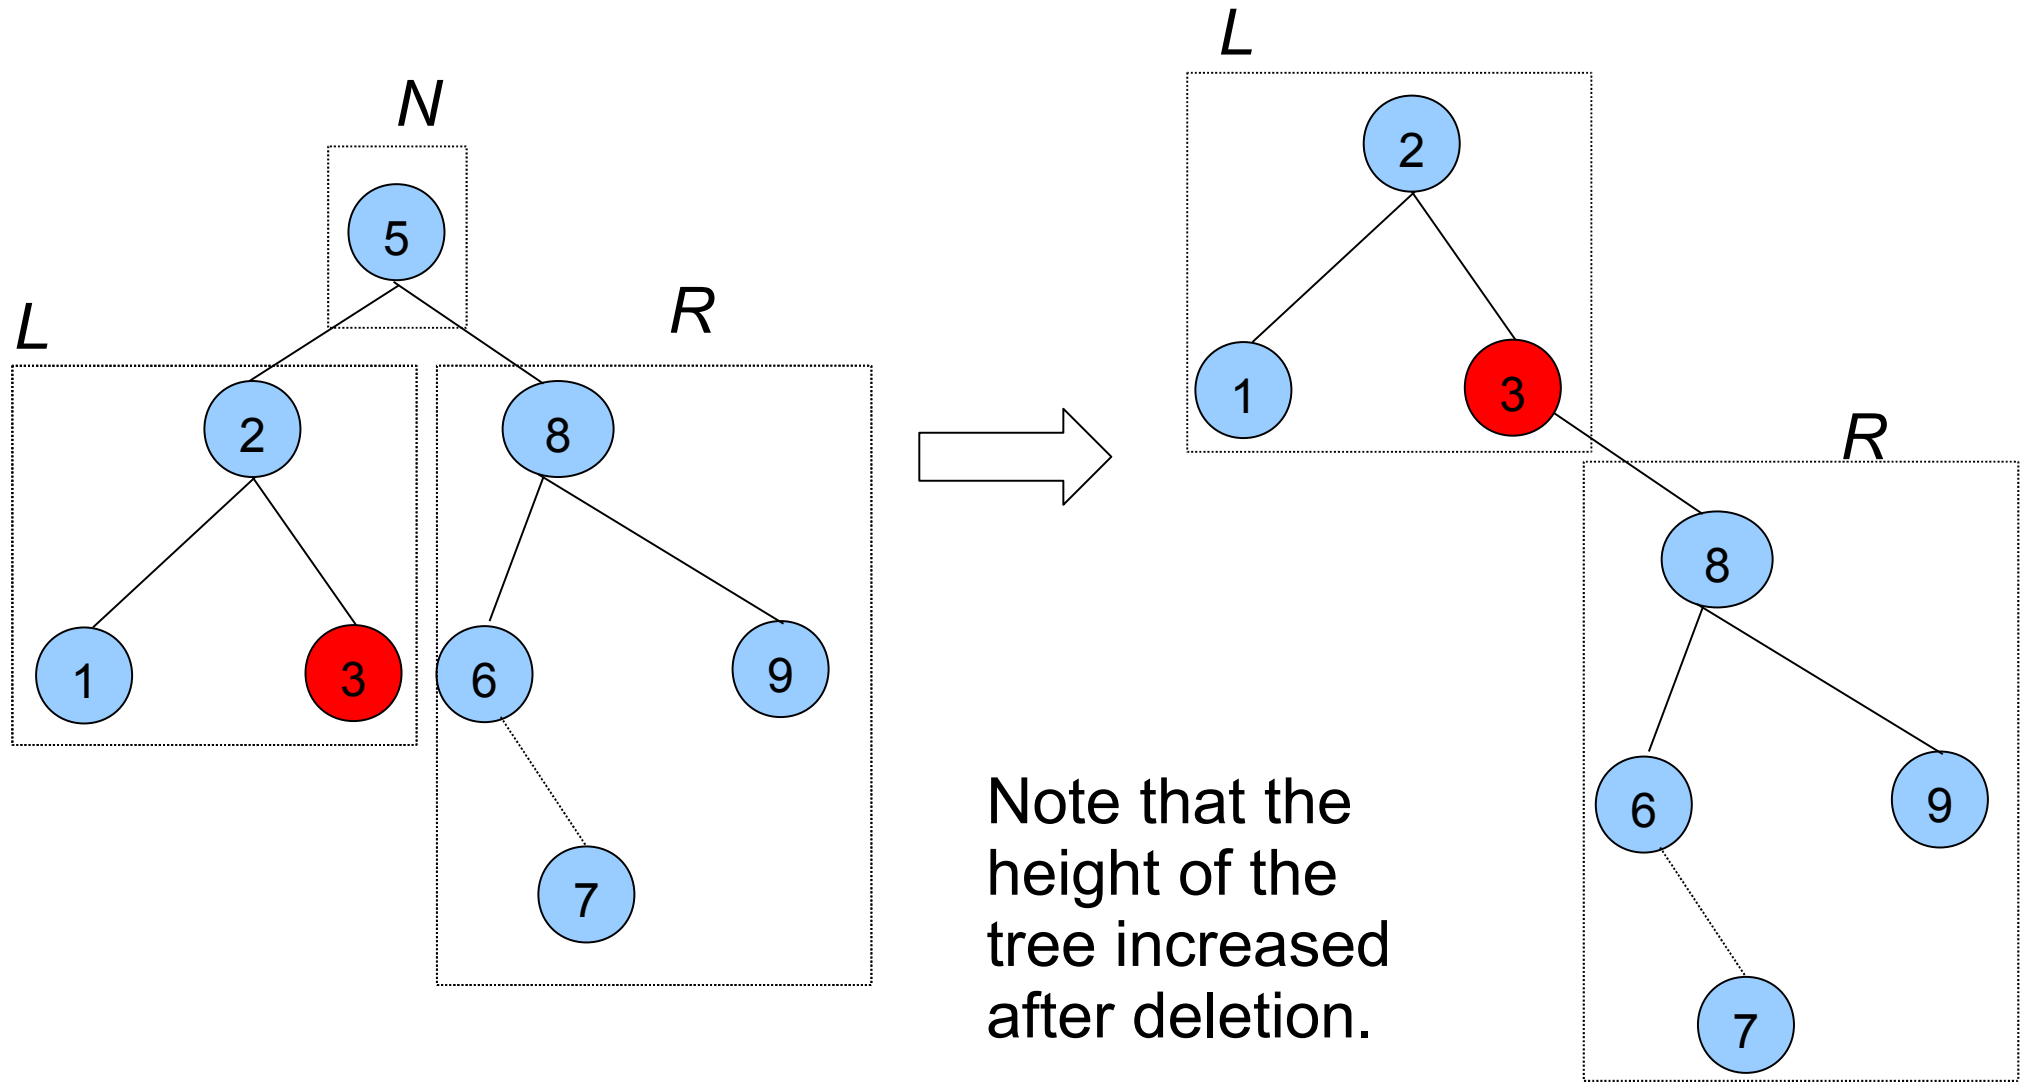 N
5
L
R
2
8
1
3
6
9
7
L
2
1
3
R
8
6
9
7
Note that the
height of the
tree increased
after deletion.